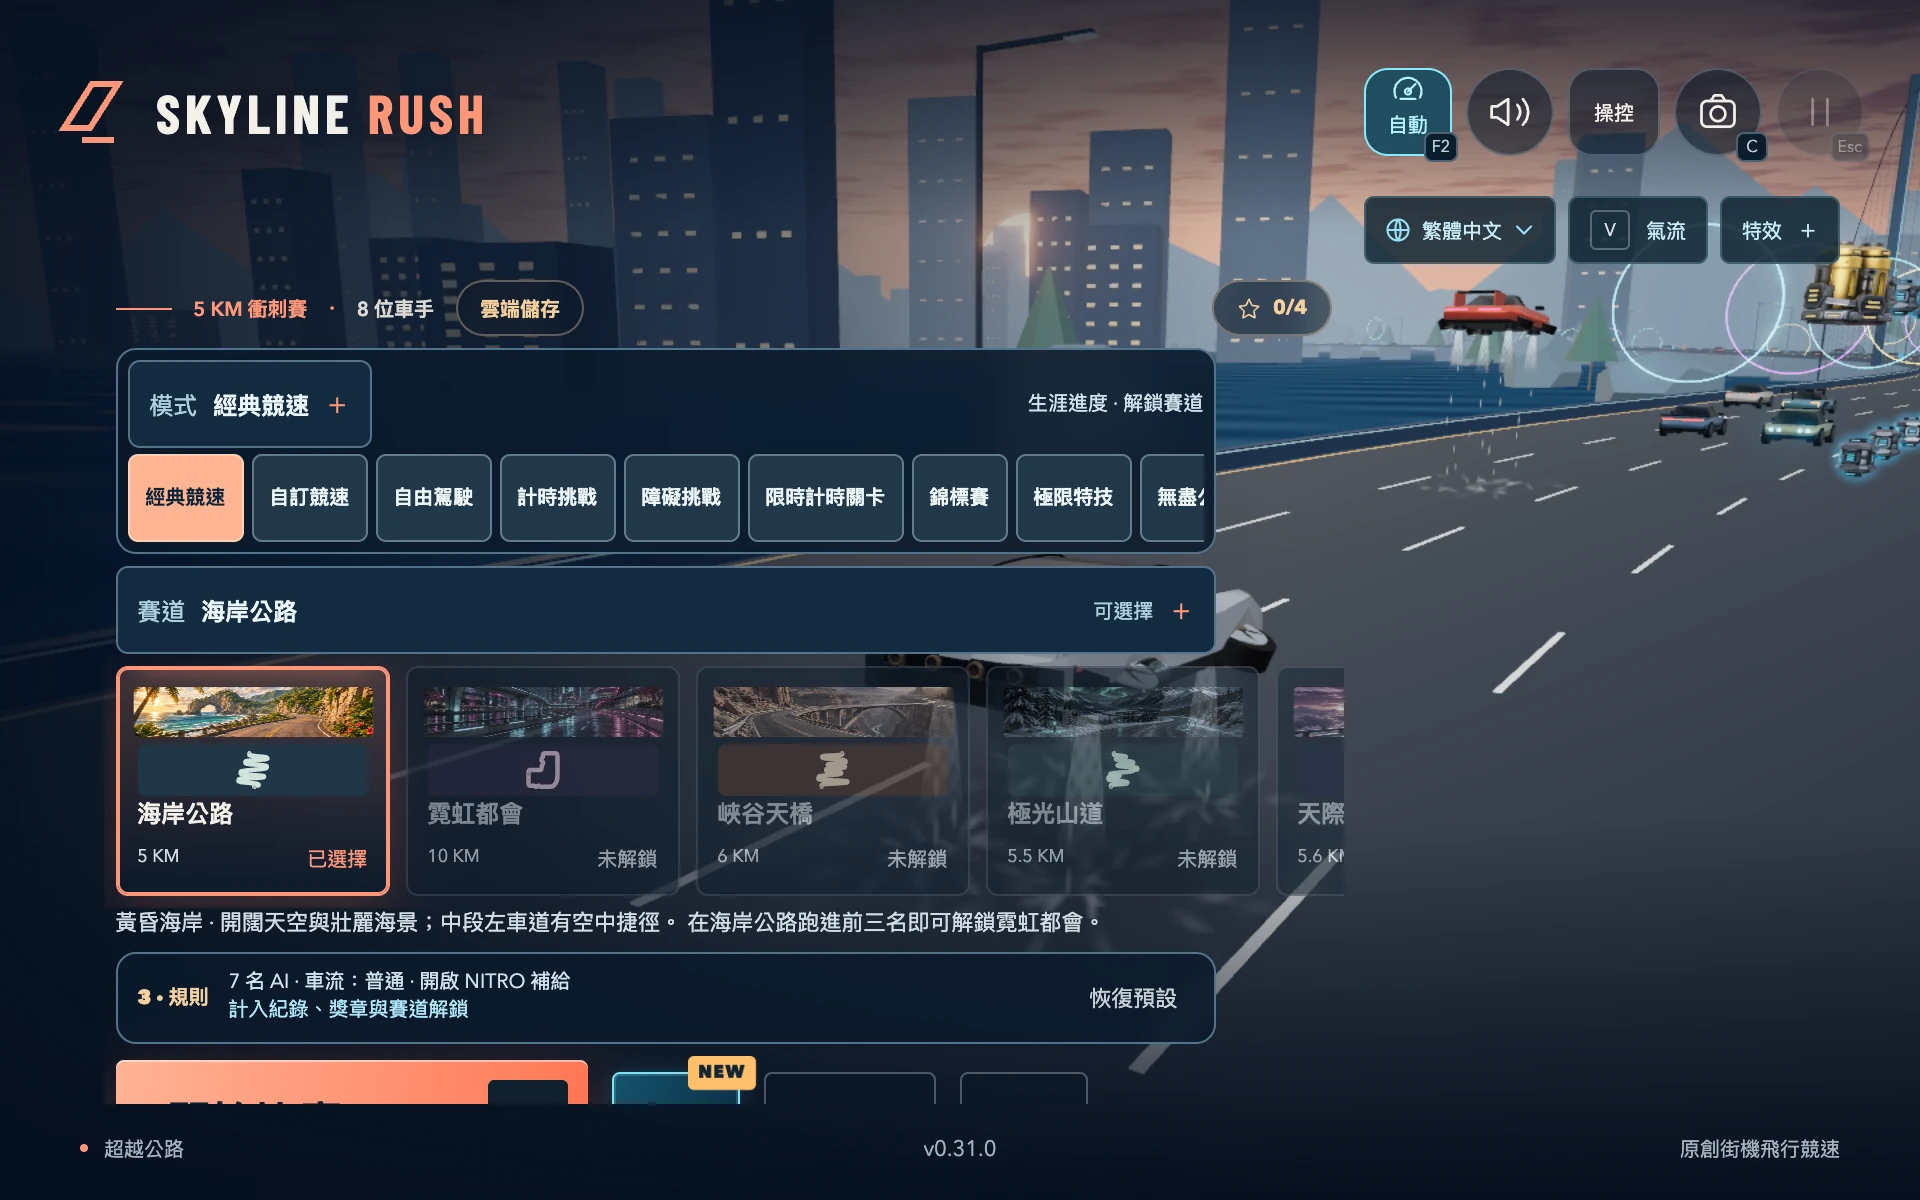 SKYLINE RUSH
自動
F2
操控
C
Esc
繁體中文
V 氣流
特效 +
5 KM 衝刺賽 · 8 位車手
雲端儲存
0/4
模式 經典競速 +
生涯進度 · 解鎖賽道
經典競速
自訂競速
自由駕駛
計時挑戰
障礙挑戰
限時計時關卡
錦標賽
極限特技
無盡
賽道 海岸公路
可選擇 +
海岸公路
5 KM
已選擇
霓虹都會
10 KM
未解鎖
峽谷天橋
6 KM
未解鎖
極光山道
5.5 KM
未解鎖
天際
5.6
黃昏海岸 · 開闊天空與壯麗海景；中段左車道有空中捷徑。 在海岸公路跑進前三名即可解鎖霓虹都會。
3 • 規則
7 名 AI · 車流：普通 · 開啟 NITRO 補給
計入紀錄、獎章與賽道解鎖
恢復預設
NEW
超越公路
v0.31.0
原創街機飛行競速